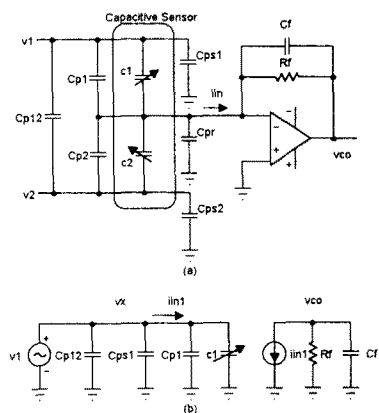 Capacitive Sensor
v1
Cf
Cps1
Cp1
c1
Rf
iin
Cp12
Cpr
Cp2
c2
vco
v2
Cps2
(a)
vx
iin1
vco
v1
Cp12
Cps1
Cp1
c1
iin1
Rf
Cf
(b)